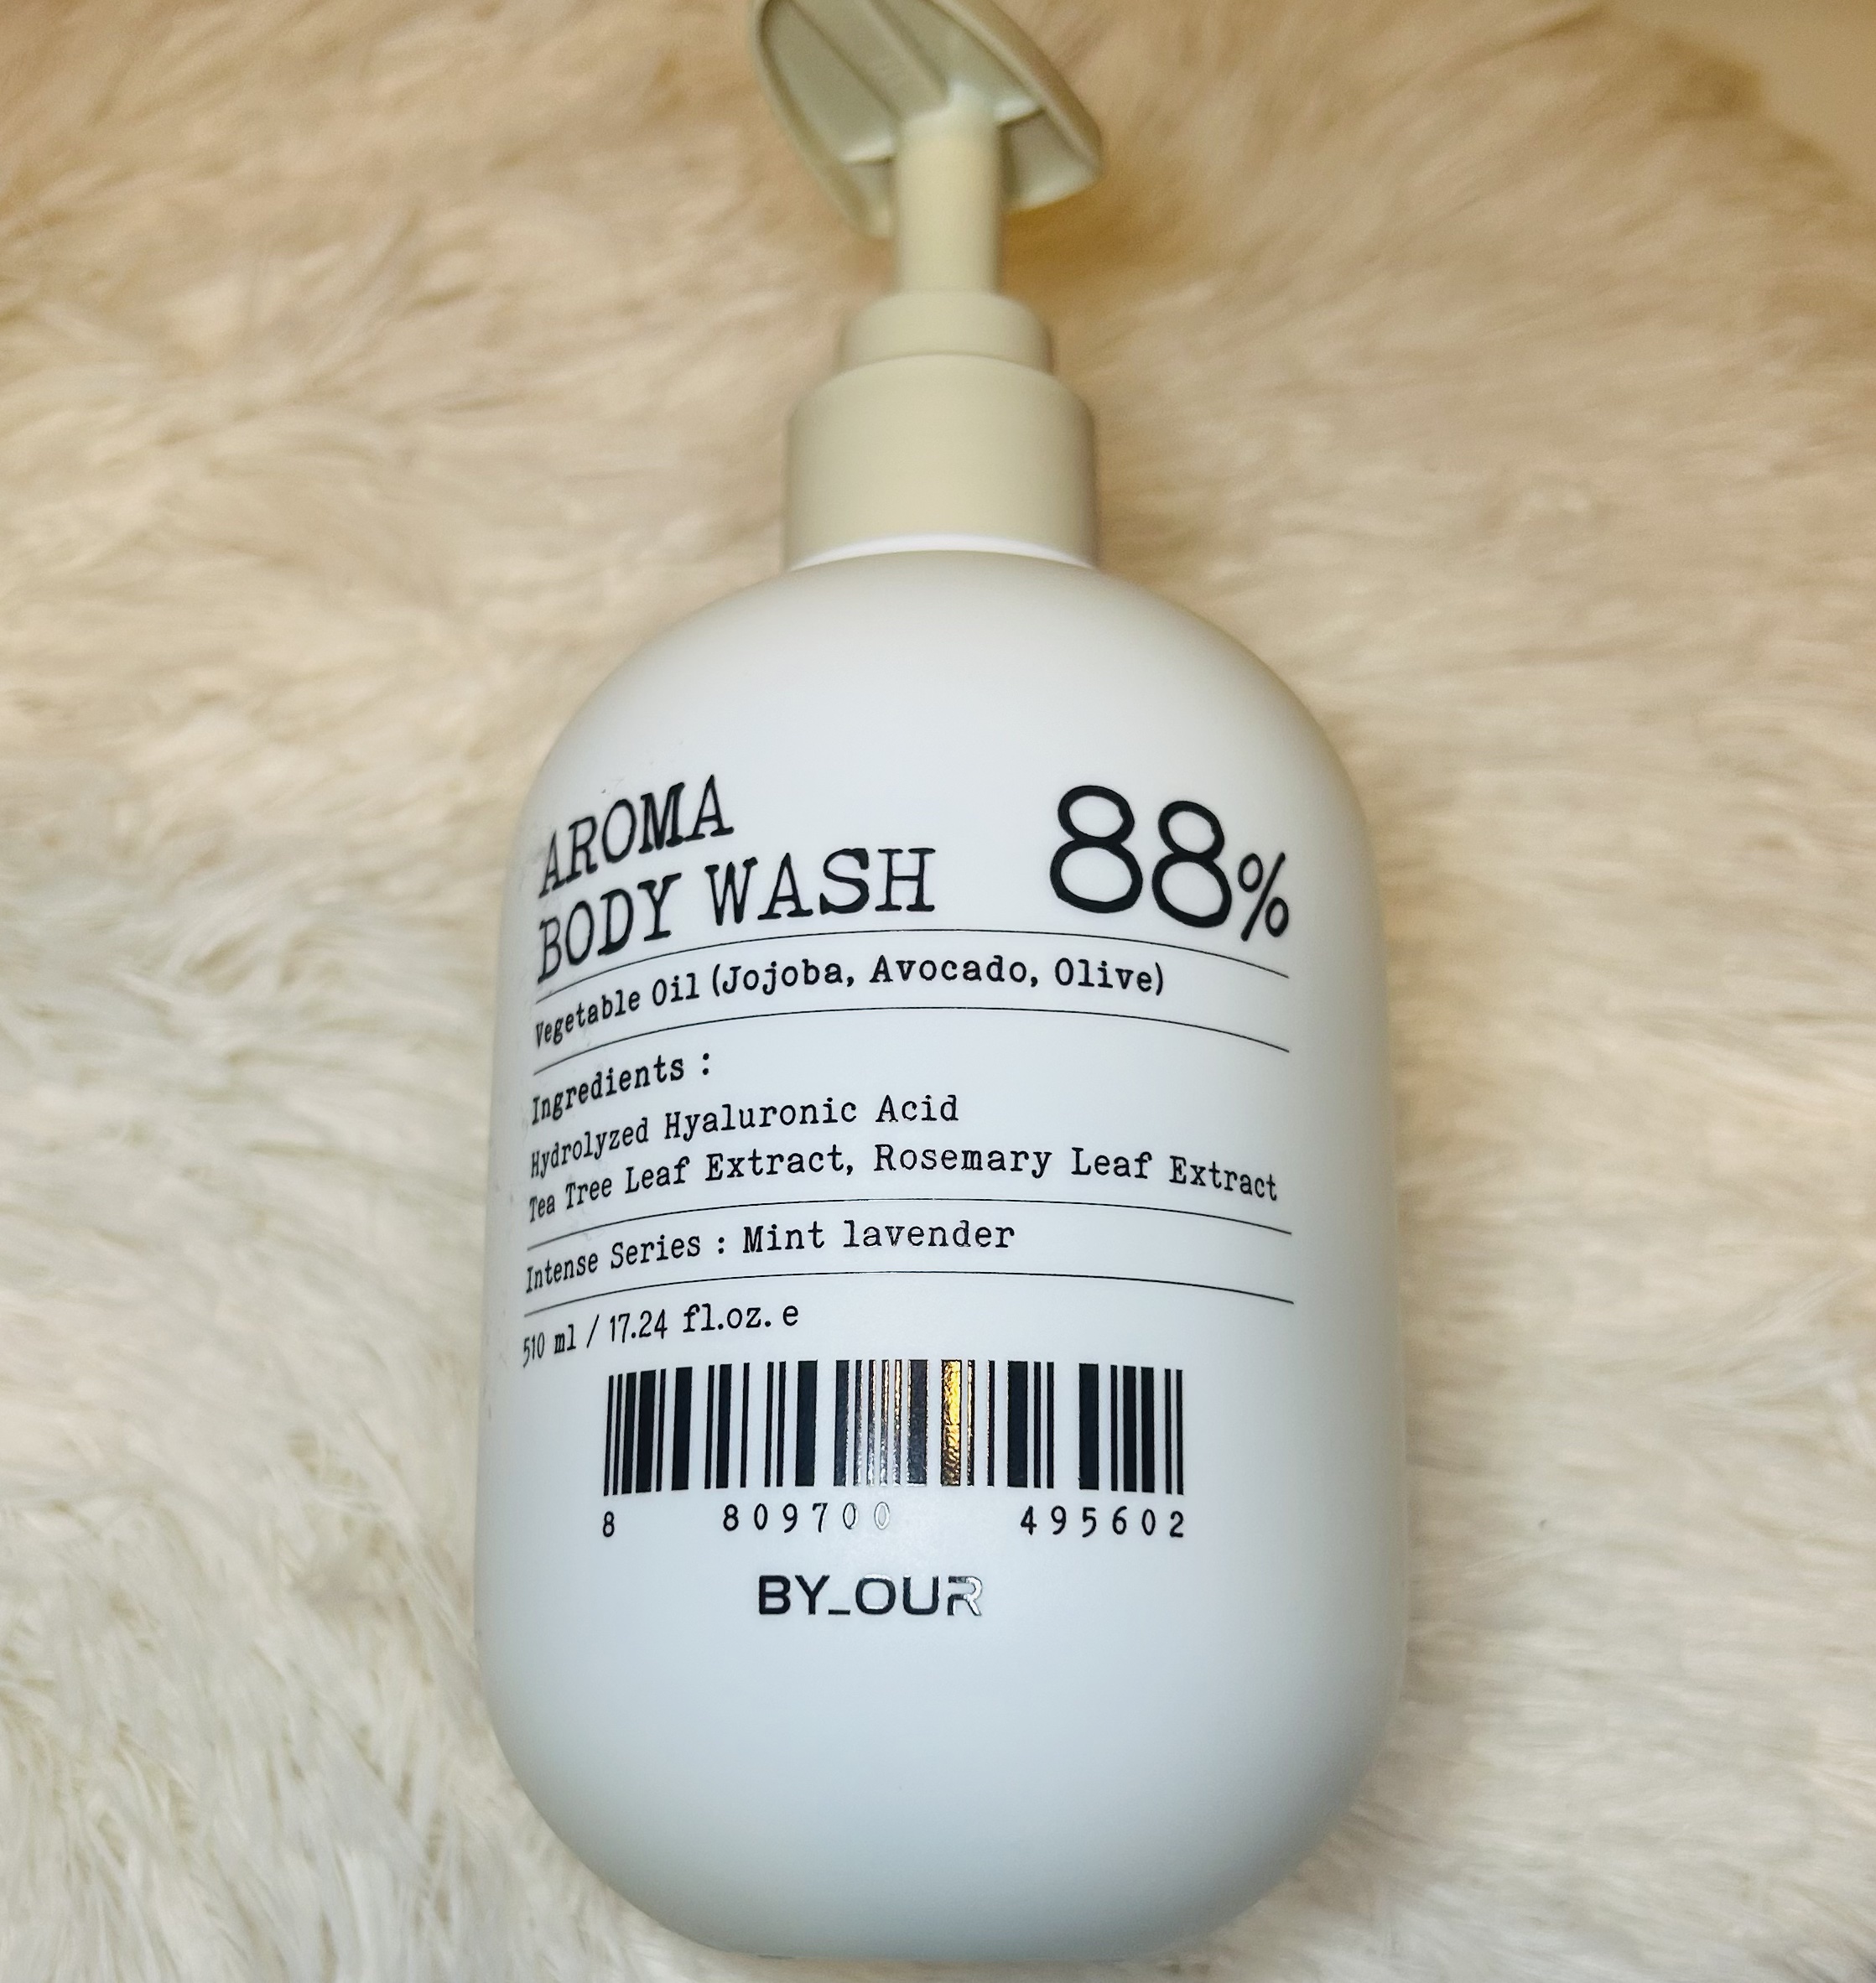 AROMA
BODY WASH 88%
Vegetable Oil (Jojoba, Avocado, Olive)
Ingredients :
Hydrolyzed Hyaluronic Acid
Tea Tree Leaf Extract, Rosemary Leaf Extract
Intense Series : Mint lavender
510 ml / 17.24 fl.oz. e
8 809700 495602
BY_OUR